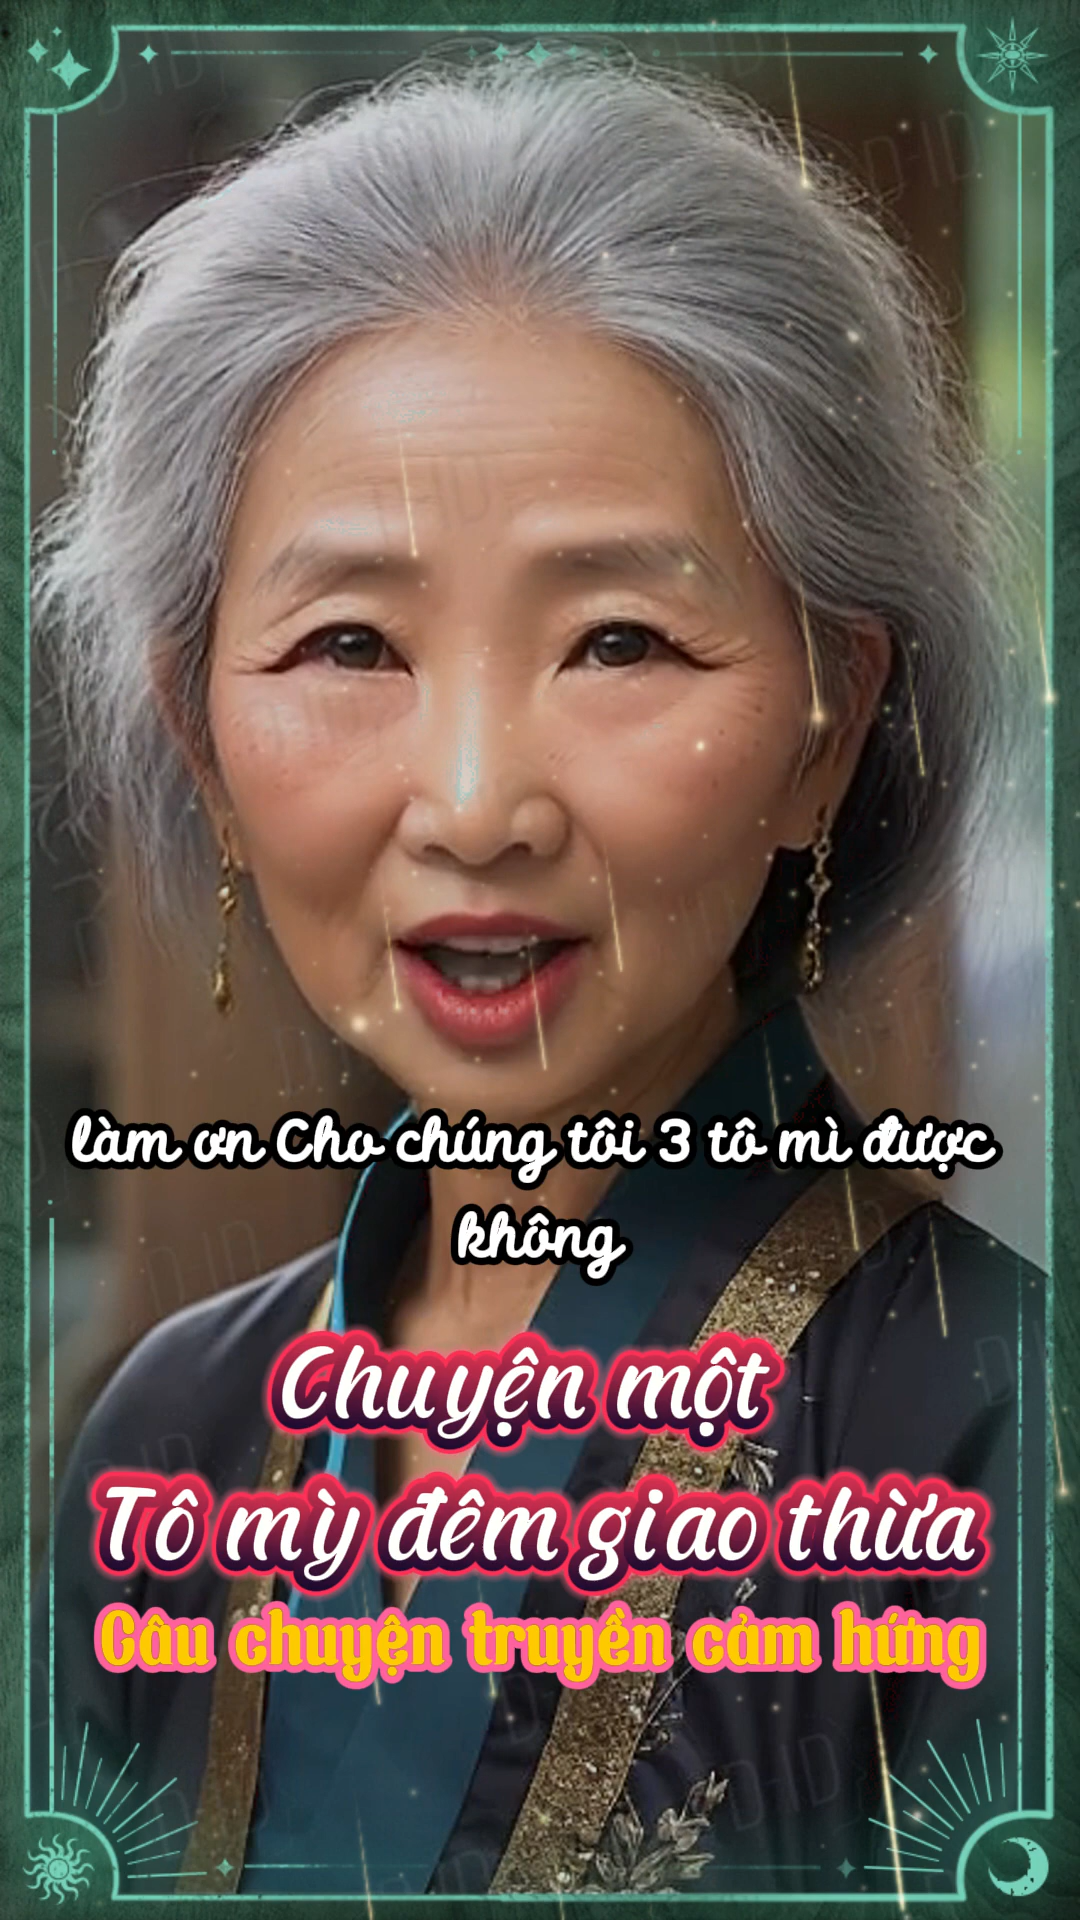 làm ơn Cho chúng tôi 3 tô mì được
không
Chuyện một
Tô mỳ đêm giao thừa
Câu chuyện truyền cảm hứng
D-ID